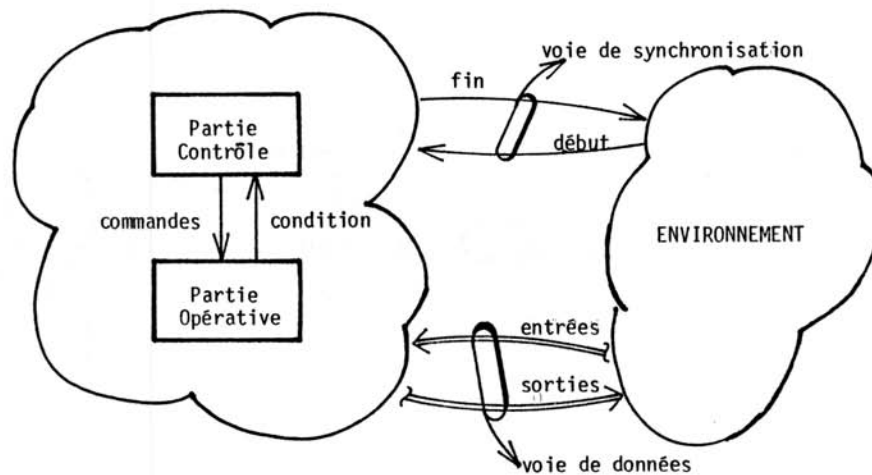 voie de synchronisation
fin
Partie
Contrôle
début
commandes
condition
ENVIRONNEMENT
Partie
Opérative
entrées
sorties
voie de données